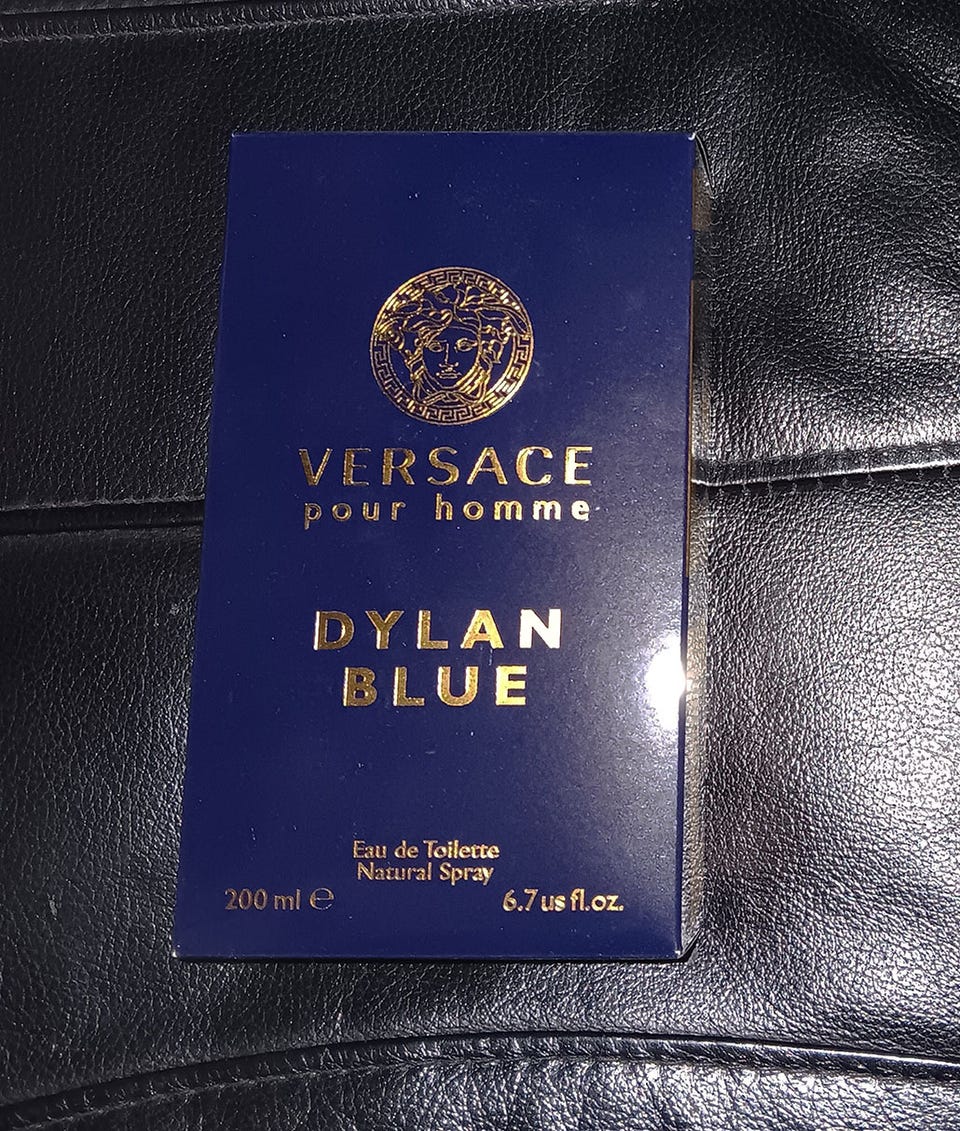 VERSACE
pour homme
DYLAN
BLUE
Eau de Toilette
Natural Spray
200 ml ℮ 6.7 us fl.oz.